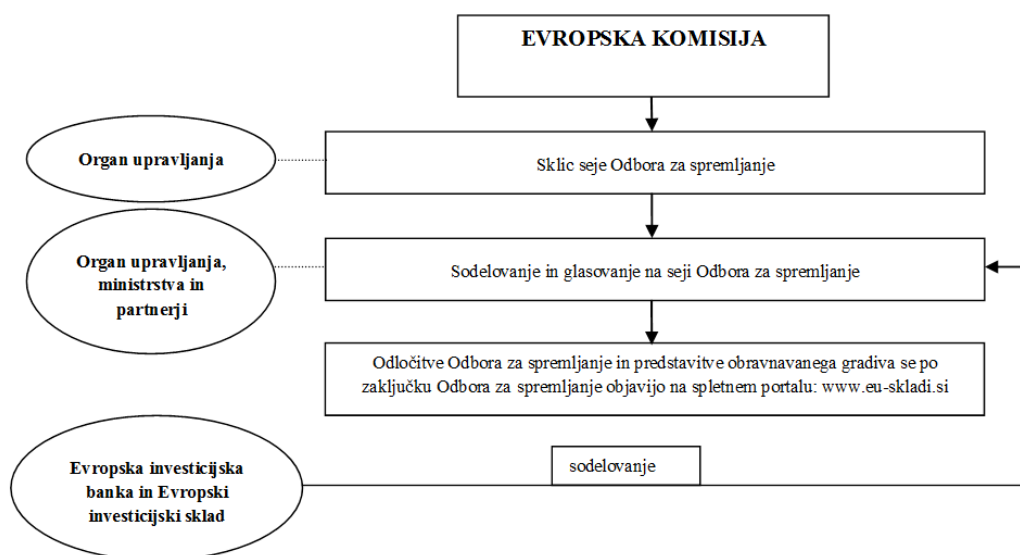 EVROPSKA KOMISIJA
Organ upravljanja
Sklic seje Odbora za spremljanje
Organ upravljanja,
ministrstva in
partnerji
Sodelovanje in glasovanje na seji Odbora za spremljanje
Odločitve Odbora za spremljanje in predstavitve obravnavanega gradiva se po
zaključku Odbora za spremljanje objavijo na spletnem portalu: www.eu-skladi.si
Evropska investicijska
banka in Evropski
investicijski sklad
sodelovanje